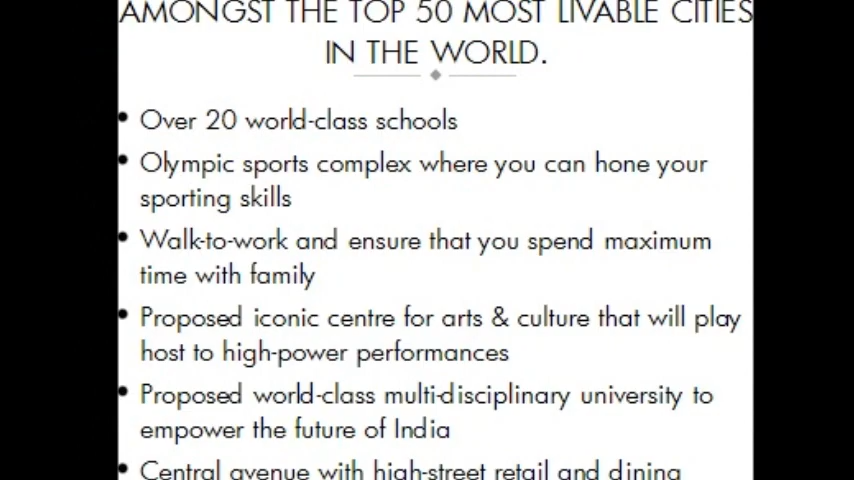 AMONGST THE TOP 50 MOST LIVABLE CITIES
IN THE WORLD.
• Over 20 world-class schools
• Olympic sports complex where you can hone your
sporting skills
• Walk-to-work and ensure that you spend maximum
time with family
• Proposed iconic centre for arts & culture that will play
host to high-power performances
• Proposed world-class multi-disciplinary university to
empower the future of India
• Central avenue with high-street retail and dining